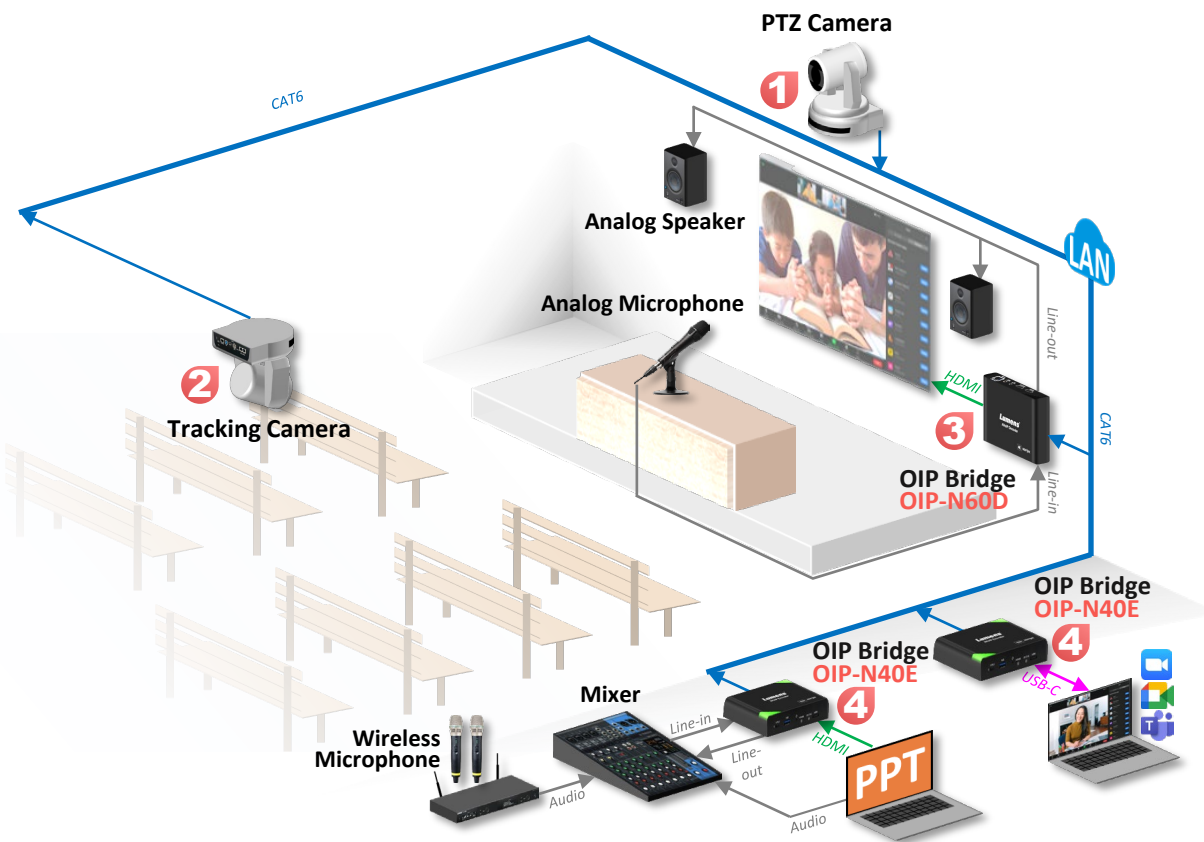 PTZ Camera
1
CAT6
Analog Speaker
LAN
Analog Microphone
Line-out
HDMI
Lumens
3
CAT6
2
Tracking Camera
OIP Bridge
OIP-N60D
Line-in
OIP Bridge
OIP-N40E
4
OIP Bridge
OIP-N40E
4
Lumens
USB-C
Mixer
Line-in
HDMI
Line-
out
Wireless
Microphone
Audio
PPT
Audio